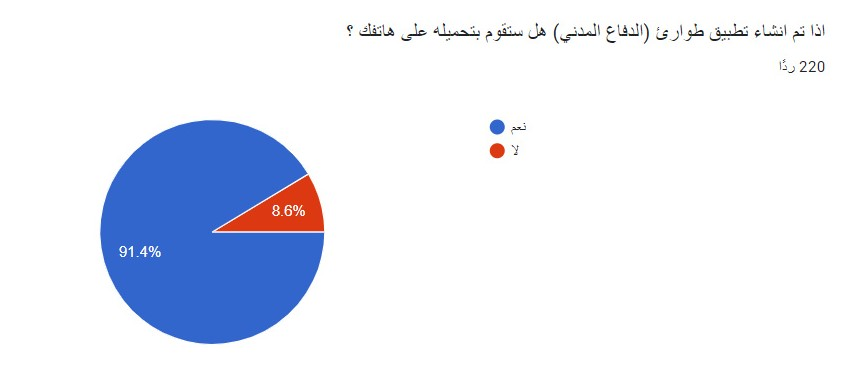 اذا تم انشاء تطبيق طوارئ (الدفاع المدني) هل ستقوم بتحميله على هاتفك ؟
220 ردًا
نعم
لا
8.6%
91.4%